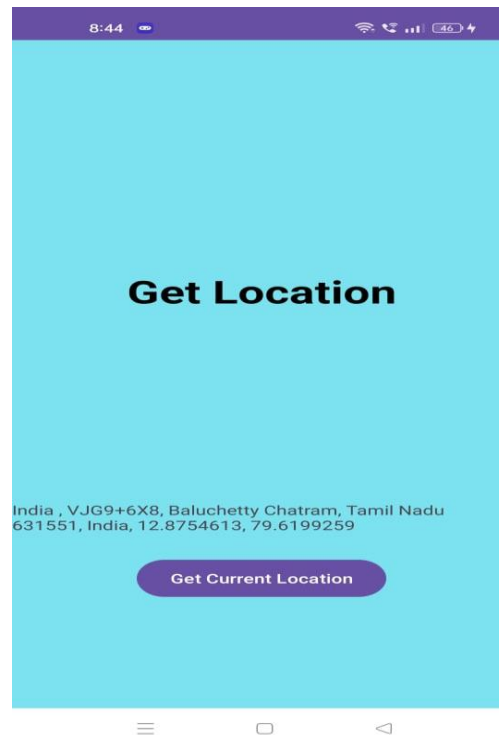 8:44
46
Get Location
India , VJG9+6X8, Baluchetty Chatram, Tamil Nadu
631551, India, 12.8754613, 79.6199259
Get Current Location